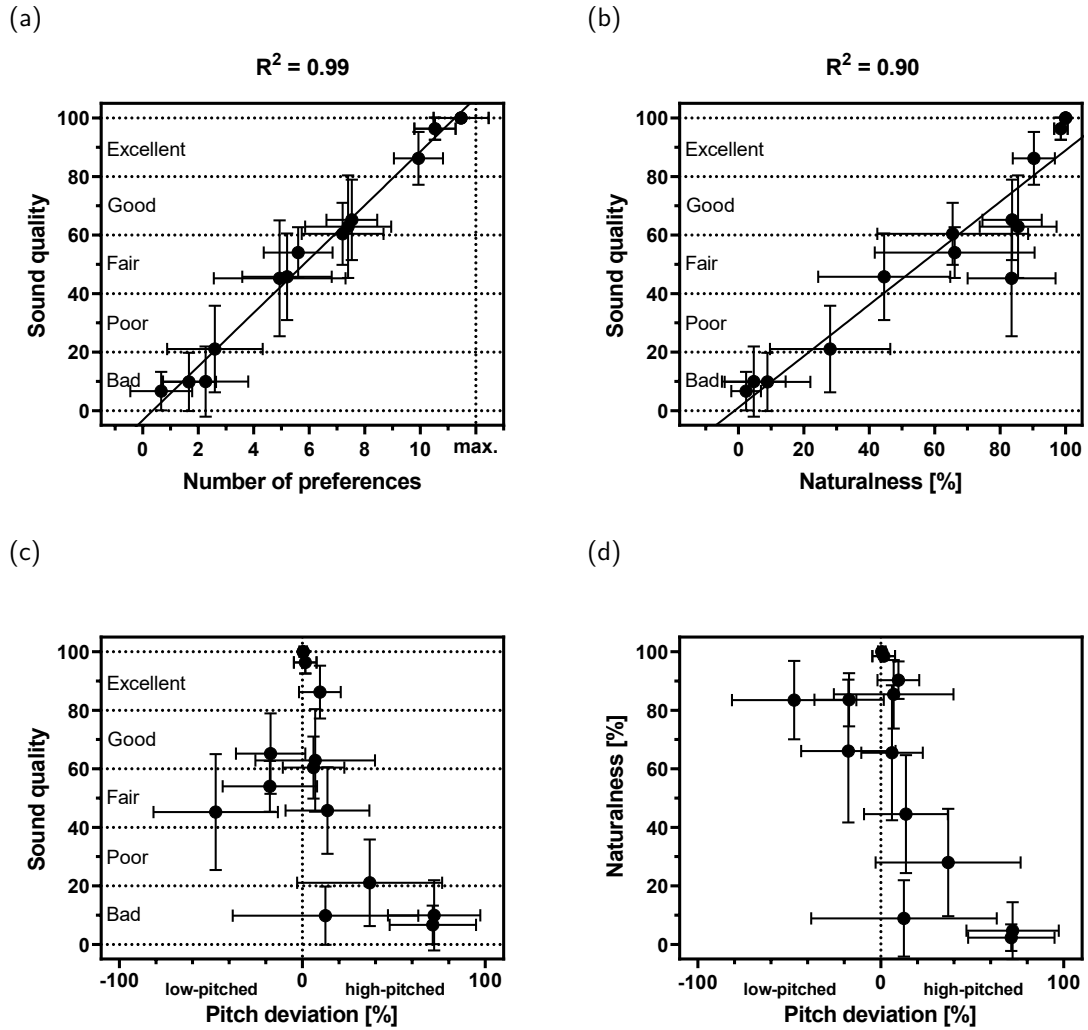 (a)
R² = 0.99
Sound quality
100
80
60
40
20
0
Excellent
Good
Fair
Poor
Bad
0 2 4 6 8 10 max.
Number of preferences
(b)
R² = 0.90
Sound quality
100
80
60
40
20
0
Excellent
Good
Fair
Poor
Bad
0 20 40 60 80 100
Naturalness [%]
(c)
Sound quality
100
80
60
40
20
0
Excellent
Good
Fair
Poor
Bad
-100 0 100
low-pitched high-pitched
Pitch deviation [%]
(d)
Naturalness [%]
100
80
60
40
20
0
-100 0 100
low-pitched high-pitched
Pitch deviation [%]